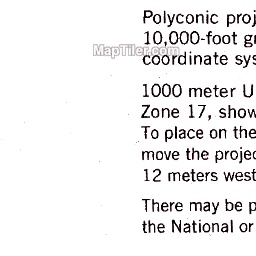 Polyconic proj
10,000-foot gr
MapTiler.com
coordinate sys
1000 meter U
Zone 17, show
To place on the
move the projec
12 meters west
There may be p
the National or